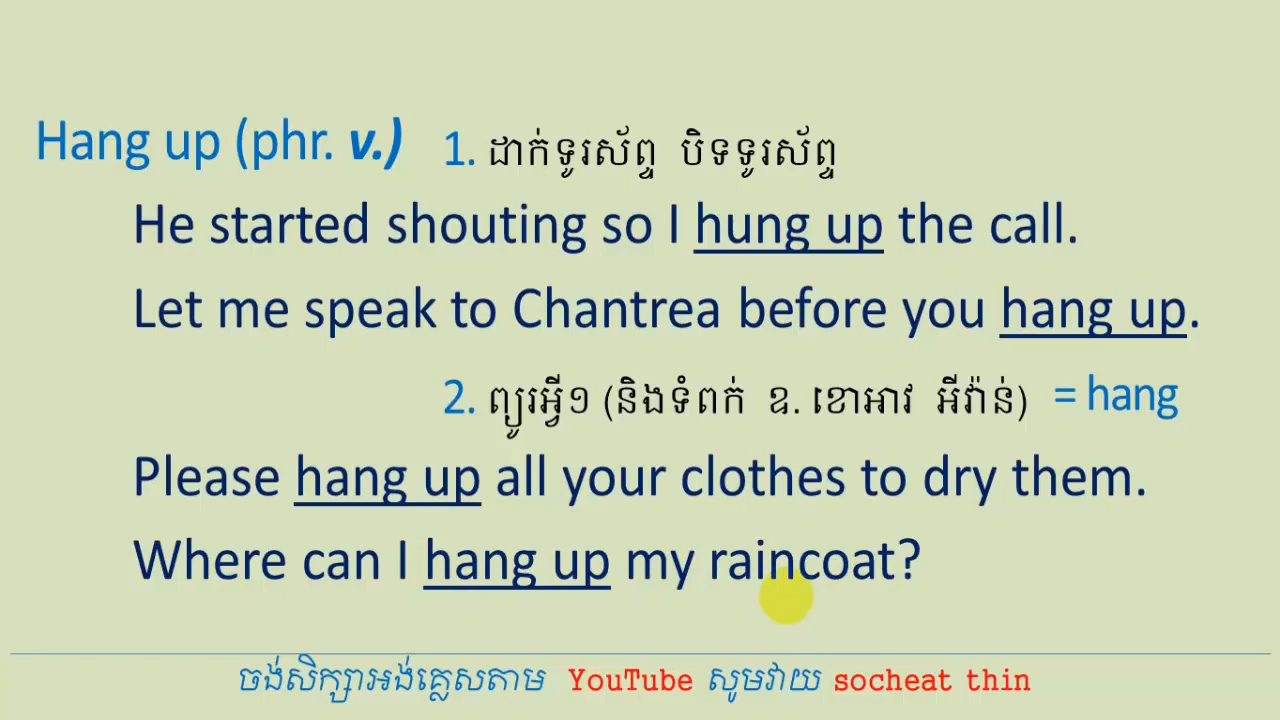 Hang up (phr. v.) 1. ដាក់ទូរស័ព្ទ បិទទូរស័ព្ទ
He started shouting so I hung up the call.
Let me speak to Chantrea before you hang up.
2. ព្យួរអ្វី១ (និងទំពក់ ឧ. ខោអាវ អីវ៉ាន់) = hang
Please hang up all your clothes to dry them.
Where can I hang up my raincoat?
ចង់សិក្សាអង់គ្លេសតាម YouTube សូមវាយ socheat thin